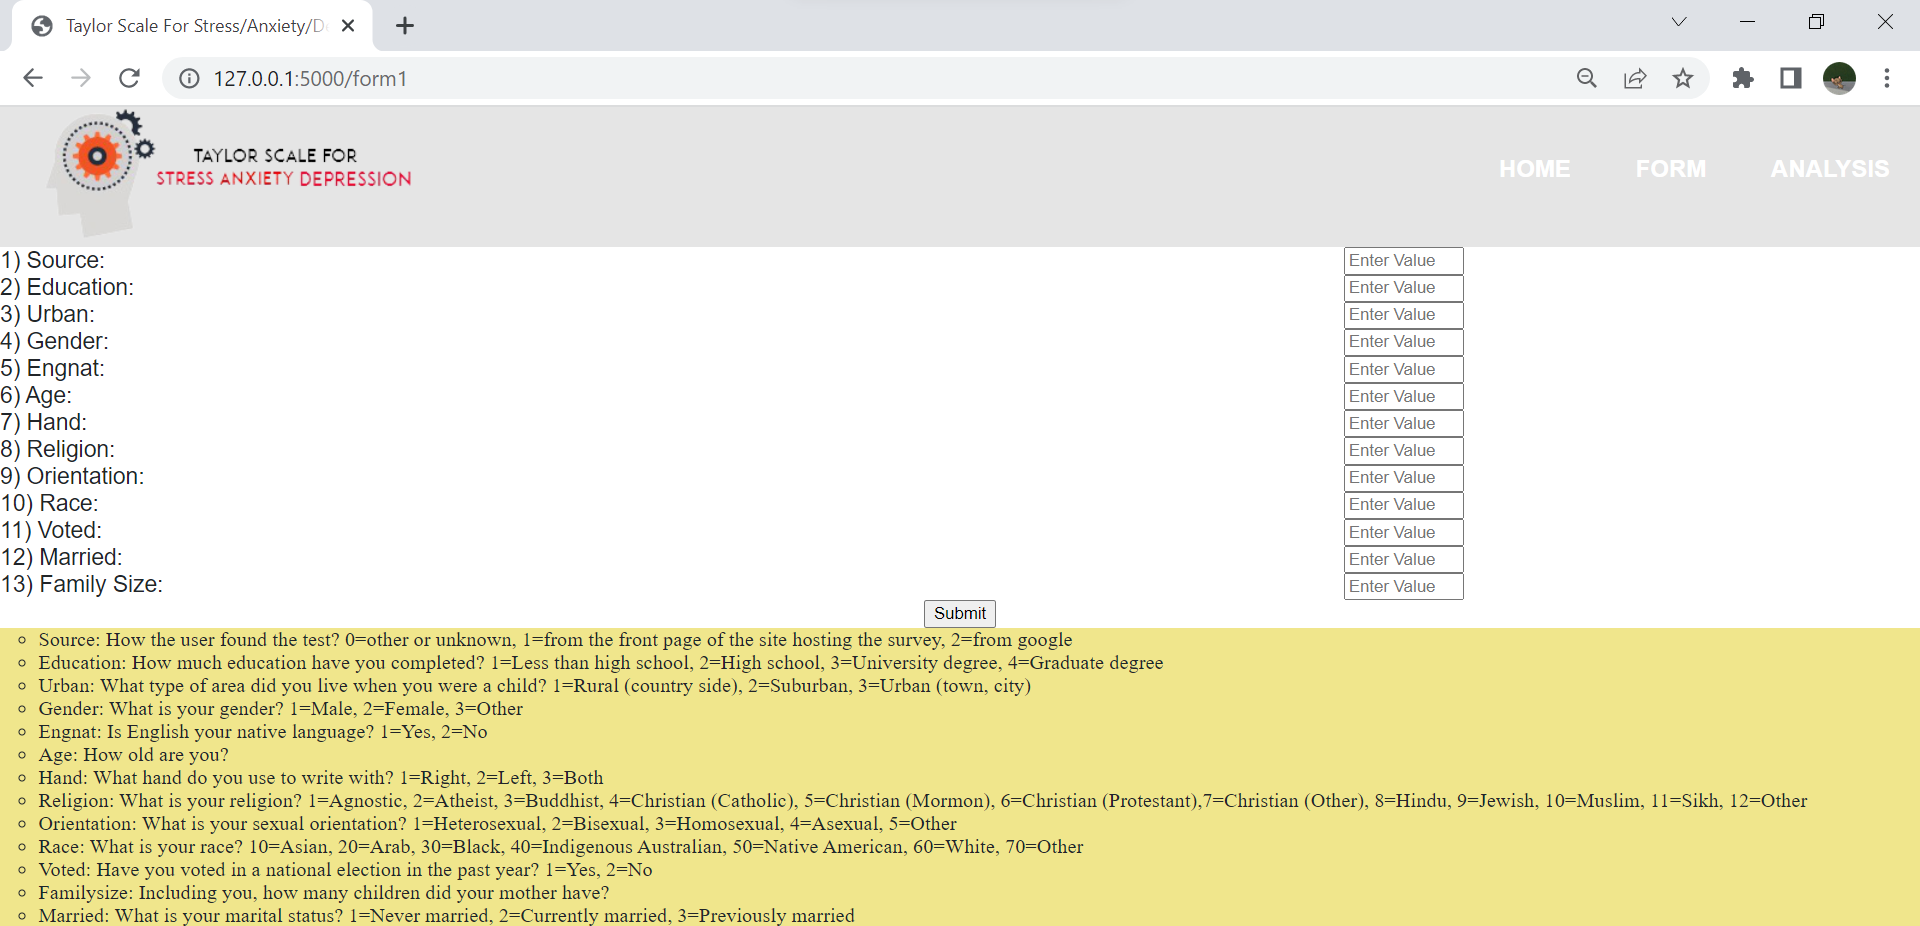 Taylor Scale For Stress/Anxiety/D
127.0.0.1:5000/form1
TAYLOR SCALE FOR
STRESS ANXIETY DEPRESSION
HOME FORM ANALYSIS
1) Source: Enter Value
2) Education: Enter Value
3) Urban: Enter Value
4) Gender: Enter Value
5) Engnat: Enter Value
6) Age: Enter Value
7) Hand: Enter Value
8) Religion: Enter Value
9) Orientation: Enter Value
10) Race: Enter Value
11) Voted: Enter Value
12) Married: Enter Value
13) Family Size: Enter Value
Submit
Source: How the user found the test? 0=other or unknown, 1=from the front page of the site hosting the survey, 2=from google
Education: How much education have you completed? 1=Less than high school, 2=High school, 3=University degree, 4=Graduate degree
Urban: What type of area did you live when you were a child? 1=Rural (country side), 2=Suburban, 3=Urban (town, city)
Gender: What is your gender? 1=Male, 2=Female, 3=Other
Engnat: Is English your native language? 1=Yes, 2=No
Age: How old are you?
Hand: What hand do you use to write with? 1=Right, 2=Left, 3=Both
Religion: What is your religion? 1=Agnostic, 2=Atheist, 3=Buddhist, 4=Christian (Catholic), 5=Christian (Mormon), 6=Christian (Protestant),7=Christian (Other), 8=Hindu, 9=Jewish, 10=Muslim, 11=Sikh, 12=Other
Orientation: What is your sexual orientation? 1=Heterosexual, 2=Bisexual, 3=Homosexual, 4=Asexual, 5=Other
Race: What is your race? 10=Asian, 20=Arab, 30=Black, 40=Indigenous Australian, 50=Native American, 60=White, 70=Other
Voted: Have you voted in a national election in the past year? 1=Yes, 2=No
Familysize: Including you, how many children did your mother have?
Married: What is your marital status? 1=Never married, 2=Currently married, 3=Previously married